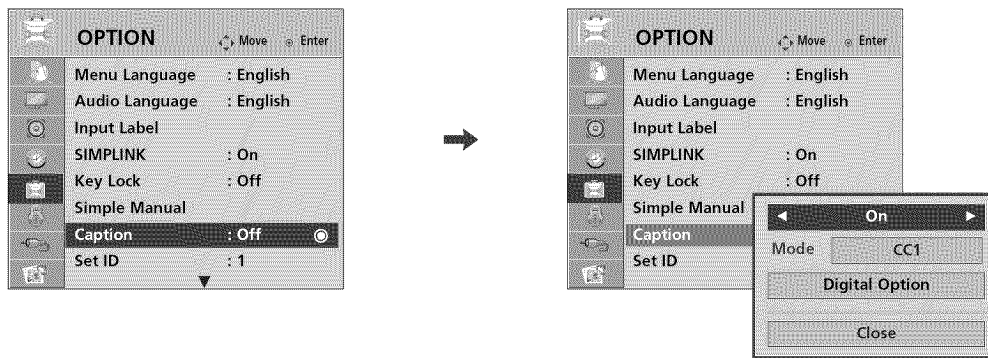 OPTION Move Enter
Menu Language : English
Audio Language : English
Input Label
SIMPLINK : On
Key Lock : Off
Simple Manual
Caption : Off
Set ID : 1
OPTION Move Enter
Menu Language : English
Audio Language : English
Input Label
SIMPLINK : On
Key Lock : Off
Simple Manual
Caption
Set ID
On
Mode CC1
Digital Option
Close